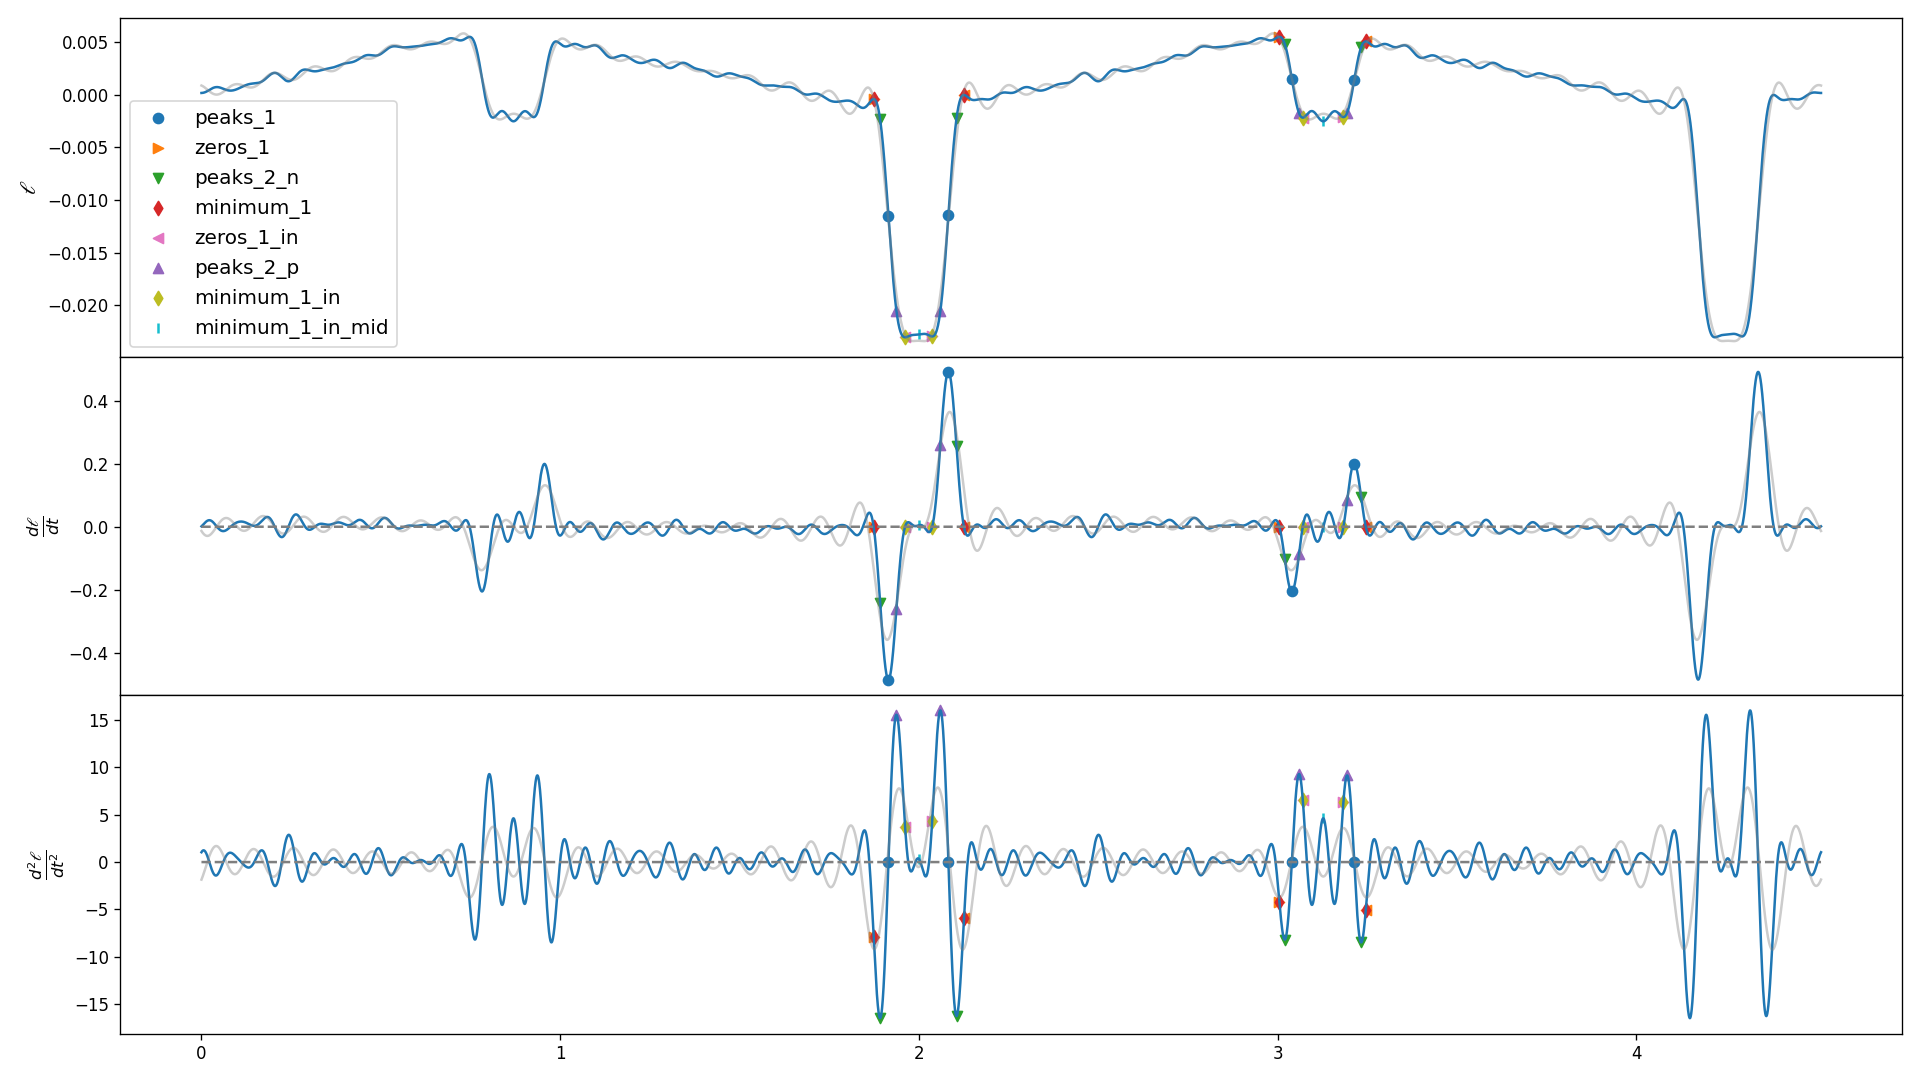 0.005
0.000
−0.005
−0.010
−0.015
−0.020
ℓ
peaks_1
zeros_1
peaks_2_n
minimum_1
zeros_1_in
peaks_2_p
minimum_1_in
minimum_1_in_mid
0.4
0.2
0.0
−0.2
−0.4
dℓ
dt
15
10
5
0
−5
−10
−15
d²ℓ
dt²
0 1 2 3 4